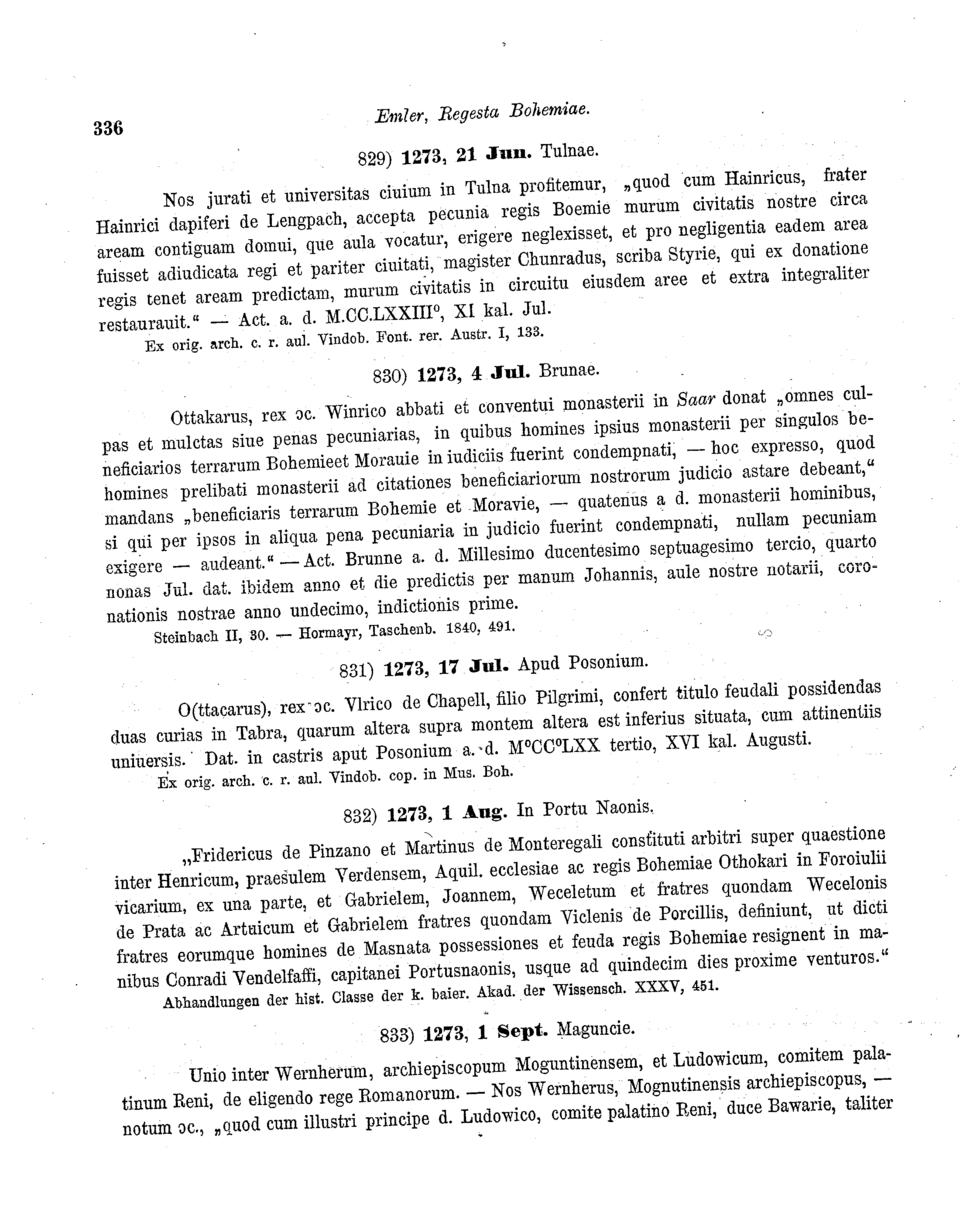 336
Emler, Regesta Bohemiae.
829) 1273, 21 Jun. Tulnae.
Nos jurati et universitas ciuium in Tulna profitemur, „quod cum Hainricus, frater
Hainrici dapiferi de Lengpach, accepta pecunia regis Boemie murum civitatis nostre circa
aream contiguam domui, que aula vocatur, erigere neglexisset, et pro negligentia eadem area
fuisset adiudicata regi et pariter ciuitati, magister Chunradus, scriba Styrie, qui ex donatione
regis tenet aream predictam, murum civitatis in circuitu eiusdem aree et extra integraliter
restaurauit.“ — Act. a. d. M.CC.LXXIIIº, XI kal. Jul.
Ex orig. arch. c. r. aul. Vindob. Font. rer. Austr. I, 133.
830) 1273, 4 Jul. Brunae.
Ottakarus, rex ɔc. Winrico abbati et conventui monasterii in Saar donat „omnes cul-
pas et mulctas siue penas pecuniarias, in quibus homines ipsius monasterii per singulos be-
neficiarios terrarum Bohemieet Morauie in iudiciis fuerint condempnati, — hoc expresso, quod
homines prelibati monasterii ad citationes beneficiariorum nostrorum judicio astare debeant,“
mandans „beneficiaris terrarum Bohemie et Moravie, — quatenus a d. monasterii hominibus,
si qui per ipsos in aliqua pena pecuniaria in judicio fuerint condempnati, nullam pecuniam
exigere — audeant.“ — Act. Brunne a. d. Millesimo ducentesimo septuagesimo tercio, quarto
nonas Jul. dat. ibidem anno et die predictis per manum Johannis, aule nostre notarii, coro-
nationis nostrae anno undecimo, indictionis prime.
Steinbach II, 30. — Hormayr, Taschenb. 1840, 491.
831) 1273, 17 Jul. Apud Posonium.
O(ttacarus), rex ɔc. Vlrico de Chapell, filio Pilgrimi, confert titulo feudali possidendas
duas curias in Tabra, quarum altera supra montem altera est inferius situata, cum attinentiis
uniuersis. Dat. in castris aput Posonium a. d. MºCCºLXX tertio, XVI kal. Augusti.
Ex orig. arch. c. r. aul. Vindob. cop. in Mus. Boh.
832) 1273, 1 Aug. In Portu Naonis.
„Fridericus de Pinzano et Martinus de Monteregali constituti arbitri super quaestione
inter Henricum, praesulem Verdensem, Aquil. ecclesiae ac regis Bohemiae Othokari in Foroiulii
vicarium, ex una parte, et Gabrielem, Joannem, Weceletum et fratres quondam Wecelonis
de Prata ac Artuicum et Gabrielem fratres quondam Viclenis de Porcillis, definiunt, ut dicti
fratres eorumque homines de Masnata possessiones et feuda regis Bohemiae resignent in ma-
nibus Conradi Vendelfaffi, capitanei Portusnaonis, usque ad quindecim dies proxime venturos.“
Abhandlungen der hist. Classe der k. baier. Akad. der Wissensch. XXXV, 451.
833) 1273, 1 Sept. Maguncie.
Unio inter Wernherum, archiepiscopum Moguntinensem, et Ludowicum, comitem pala-
tinum Reni, de eligendo rege Romanorum. — Nos Wernherus, Mognutinensis archiepiscopus, —
notum ɔc., „quod cum illustri principe d. Ludowico, comite palatino Reni, duce Bawarie, taliter